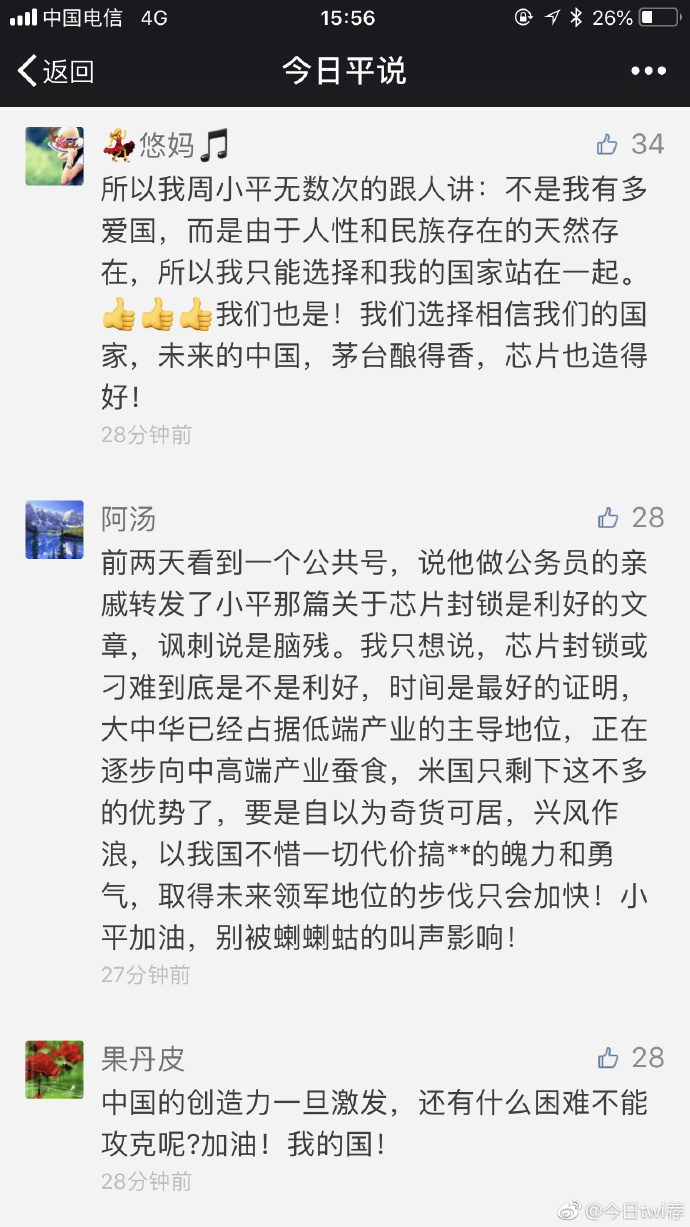 中国电信 4G 15:56 26%
返回 今日平说
悠妈 34
所以我周小平无数次的跟人讲：不是我有多
爱国，而是由于人性和民族存在的天然存
在，所以我只能选择和我的国家站在一起。
👍👍👍我们也是！我们选择相信我们的国
家，未来的中国，茅台酿得香，芯片也造得
好！
28分钟前
阿汤 28
前两天看到一个公共号，说他做公务员的亲
戚转发了小平那篇关于芯片封锁是利好的文
章，讽刺说是脑残。我只想说，芯片封锁或
刁难到底是不是利好，时间是最好的证明，
大中华已经占据低端产业的主导地位，正在
逐步向中高端产业蚕食，米国只剩下这不多
的优势了，要是自以为奇货可居，兴风作
浪，以我国不惜一切代价搞**的魄力和勇
气，取得未来领军地位的步伐只会加快！小
平加油，别被蝲蝲蛄的叫声影响！
27分钟前
果丹皮 28
中国的创造力一旦激发，还有什么困难不能
攻克呢?加油！我的国！
28分钟前
@今日twi荐